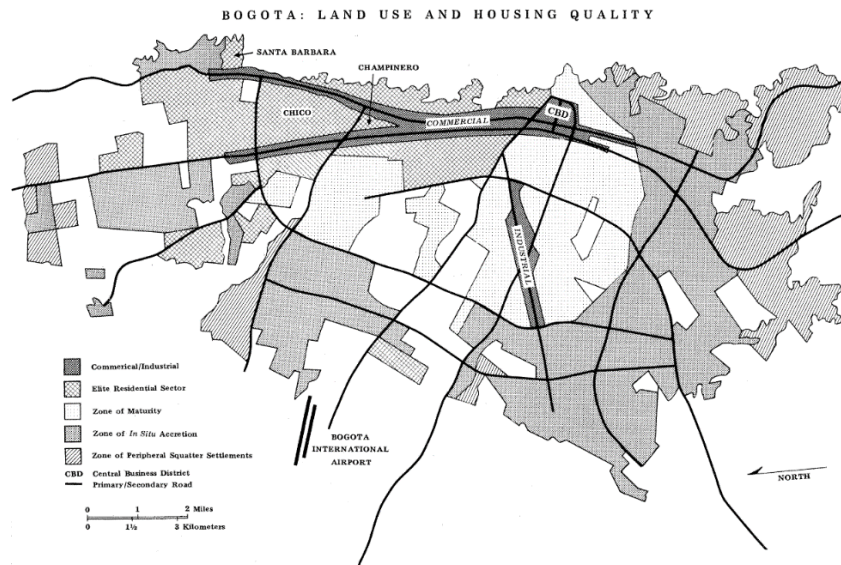 BOGOTA: LAND USE AND HOUSING QUALITY
SANTA BARBARA
CHAMPINERO
CHICO
COMMERCIAL
CBD
INDUSTRIAL
Commerical/Industrial
Elite Residential Sector
Zone of Maturity
Zone of In Situ Accretion
Zone of Peripheral Squatter Settlements
CBD Central Business District
Primary/Secondary Road
0 1 2 Miles
0 1½ 3 Kilometers
BOGOTA
INTERNATIONAL
AIRPORT
NORTH